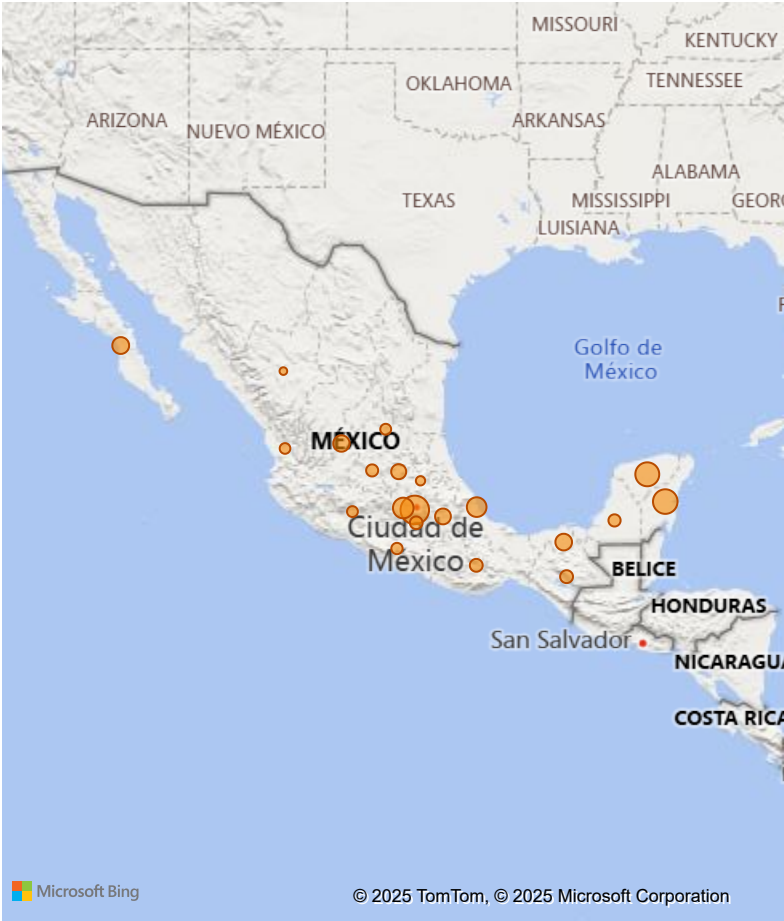 MISSOURI
KENTUCKY
OKLAHOMA
TENNESSEE
ARIZONA
NUEVO MÉXICO
ARKANSAS
ALABAMA
TEXAS
MISSISSIPPI
GEORG
LUISIANA
Golfo de
México
MÉXICO
Ciudad de
México
BELICE
HONDURAS
San Salvador
NICARAGUA
COSTA RICA
Microsoft Bing
© 2025 TomTom, © 2025 Microsoft Corporation